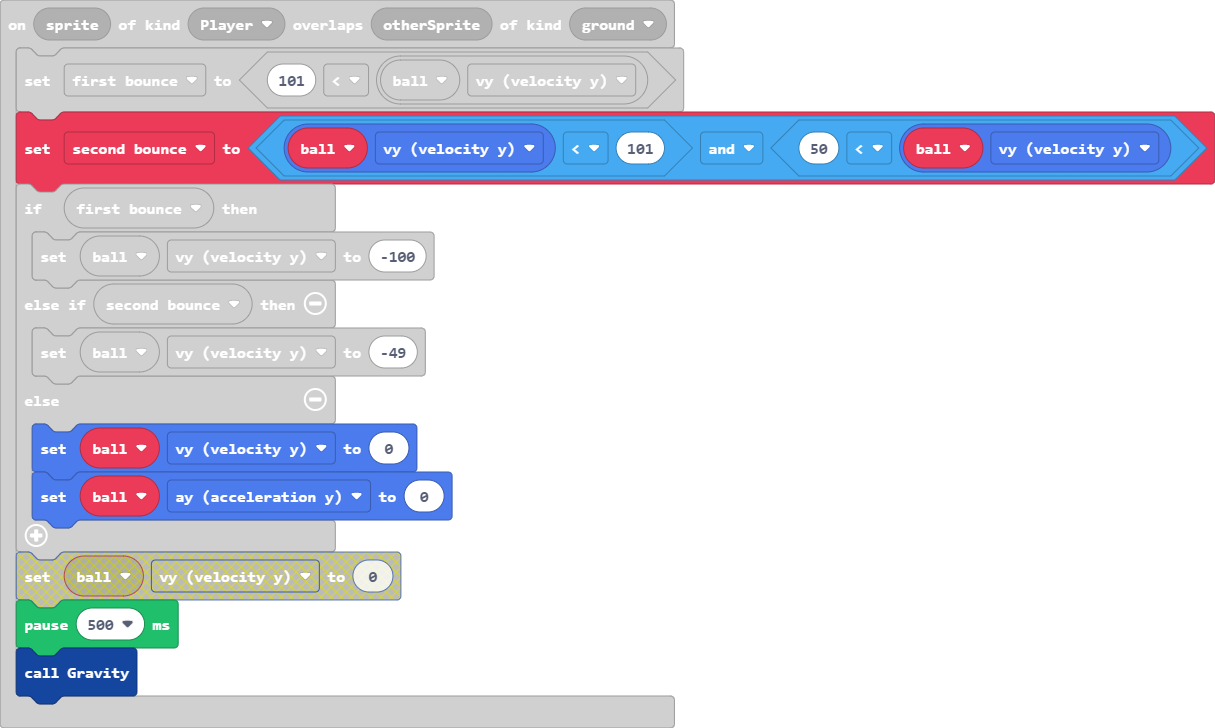 on sprite of kind Player overlaps otherSprite of kind ground
set first bounce to 101 < ball vy (velocity y)
set second bounce to ball vy (velocity y) < 101 and 50 < ball vy (velocity y)
if first bounce then
set ball vy (velocity y) to -100
else if second bounce then
set ball vy (velocity y) to -49
else
set ball vy (velocity y) to 0
set ball ay (acceleration y) to 0
set ball vy (velocity y) to 0
pause 500 ms
call Gravity